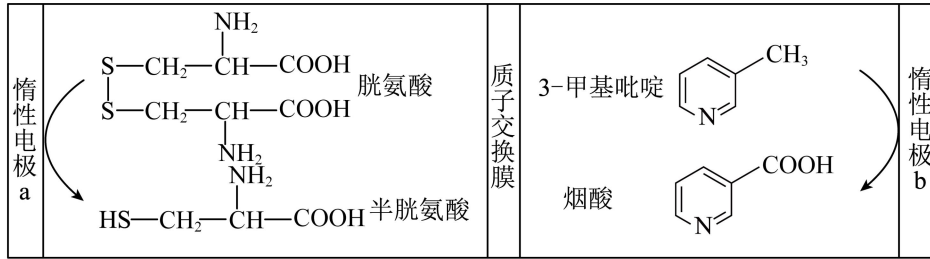 惰性电极a
NH₂
S—CH₂—CH—COOH
胱氨酸
S—CH₂—CH—COOH
NH₂
NH₂
HS—CH₂—CH—COOH
半胱氨酸
质子交换膜
3-甲基吡啶
CH₃
N
烟酸
COOH
N
惰性电极b